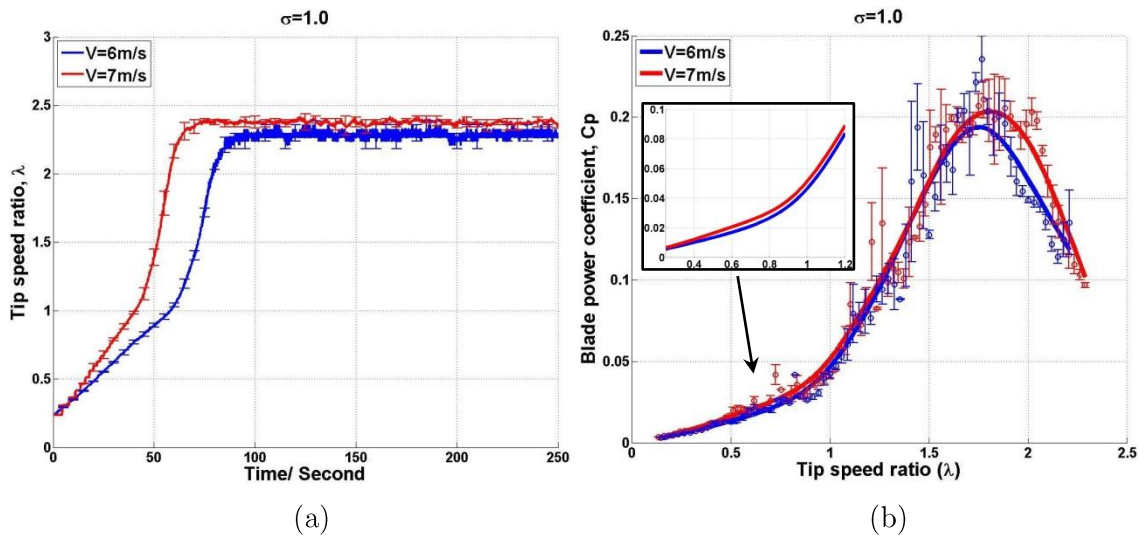 σ=1.0
V=6m/s
V=7m/s
Tip speed ratio, λ
3
2.5
2
1.5
1
0.5
0
0 50 100 150 200 250
Time/ Second
(a)
σ=1.0
V=6m/s
V=7m/s
Blade power coefficient, Cp
0.25
0.2
0.15
0.1
0.05
0
0.1
0.08
0.06
0.04
0.02
0
0.4 0.6 0.8 1 1.2
0 0.5 1 1.5 2 2.5
Tip speed ratio (λ)
(b)